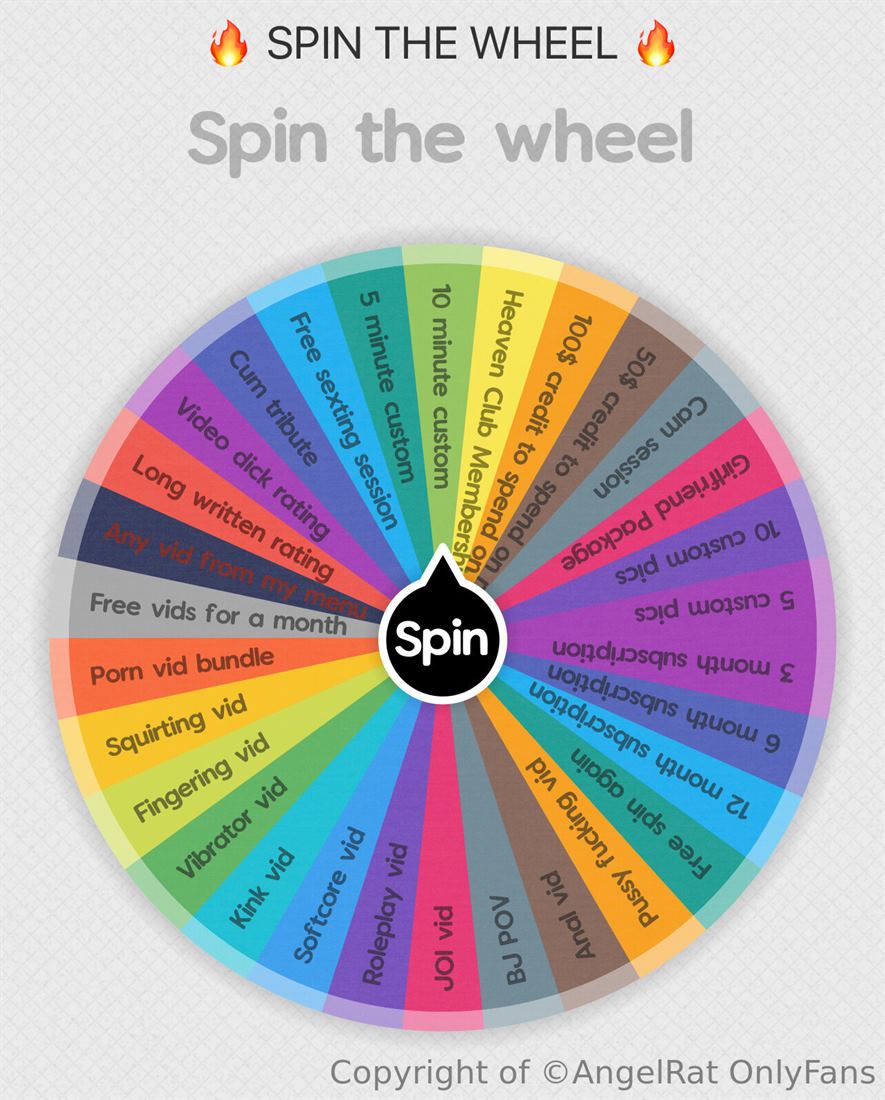 🔥 SPIN THE WHEEL 🔥
Spin the wheel
10 minute custom
Heaven Club Membership
100$ credit to spend on
50$ credit to spend on
Cam session
Girlfriend Package
10 custom pics
5 custom pics
3 month subscription
6 month subscription
12 month subscription
Free spin again
Pussy fucking vid
Anal vid
BJ POV
JOI vid
Roleplay vid
Softcore vid
Kink vid
Vibrator vid
Fingering vid
Squirting vid
Porn vid bundle
Free vids for a month
Any vid from my menu
Long written rating
Video dick rating
Cum tribute
Free sexting session
5 minute custom
Spin
Copyright of ©AngelRat OnlyFans